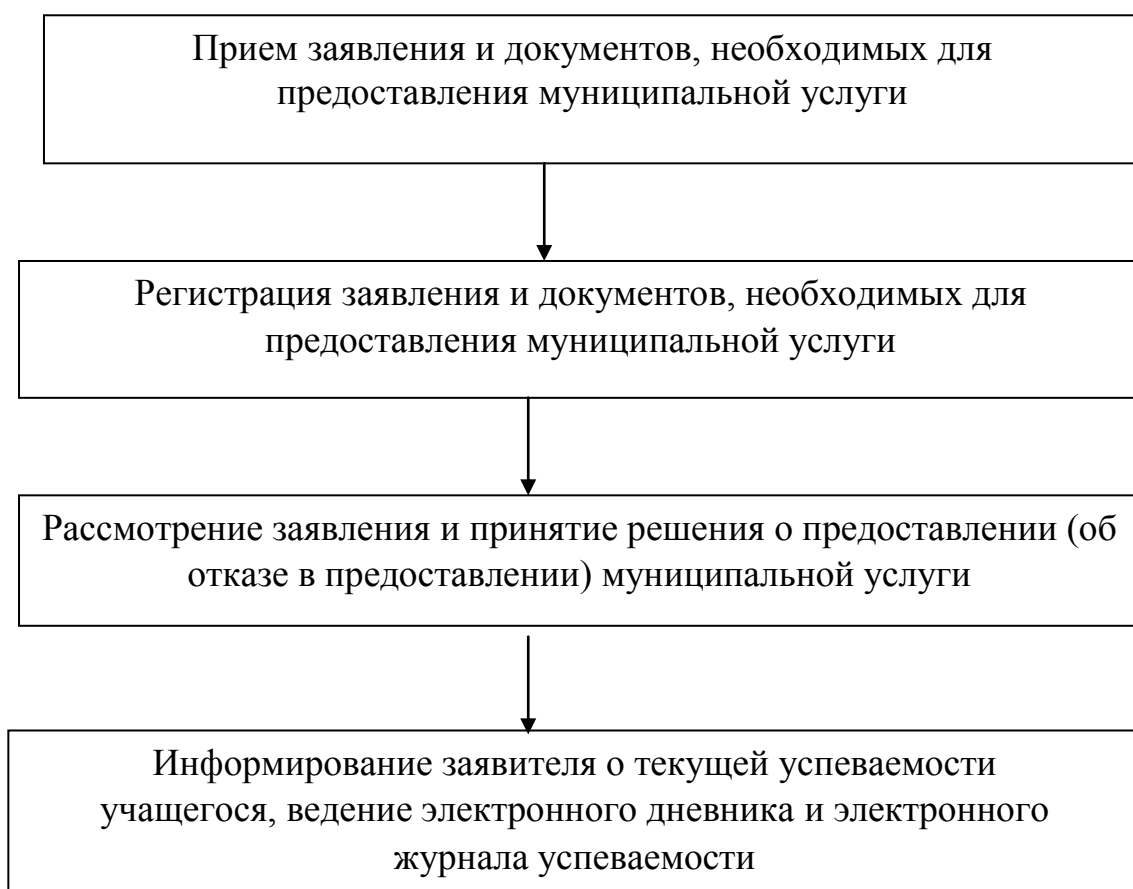 Прием заявления и документов, необходимых для
предоставления муниципальной услуги
Регистрация заявления и документов, необходимых для
предоставления муниципальной услуги
Рассмотрение заявления и принятие решения о предоставлении (об
отказе в предоставлении) муниципальной услуги
Информирование заявителя о текущей успеваемости
учащегося, ведение электронного дневника и электронного
журнала успеваемости